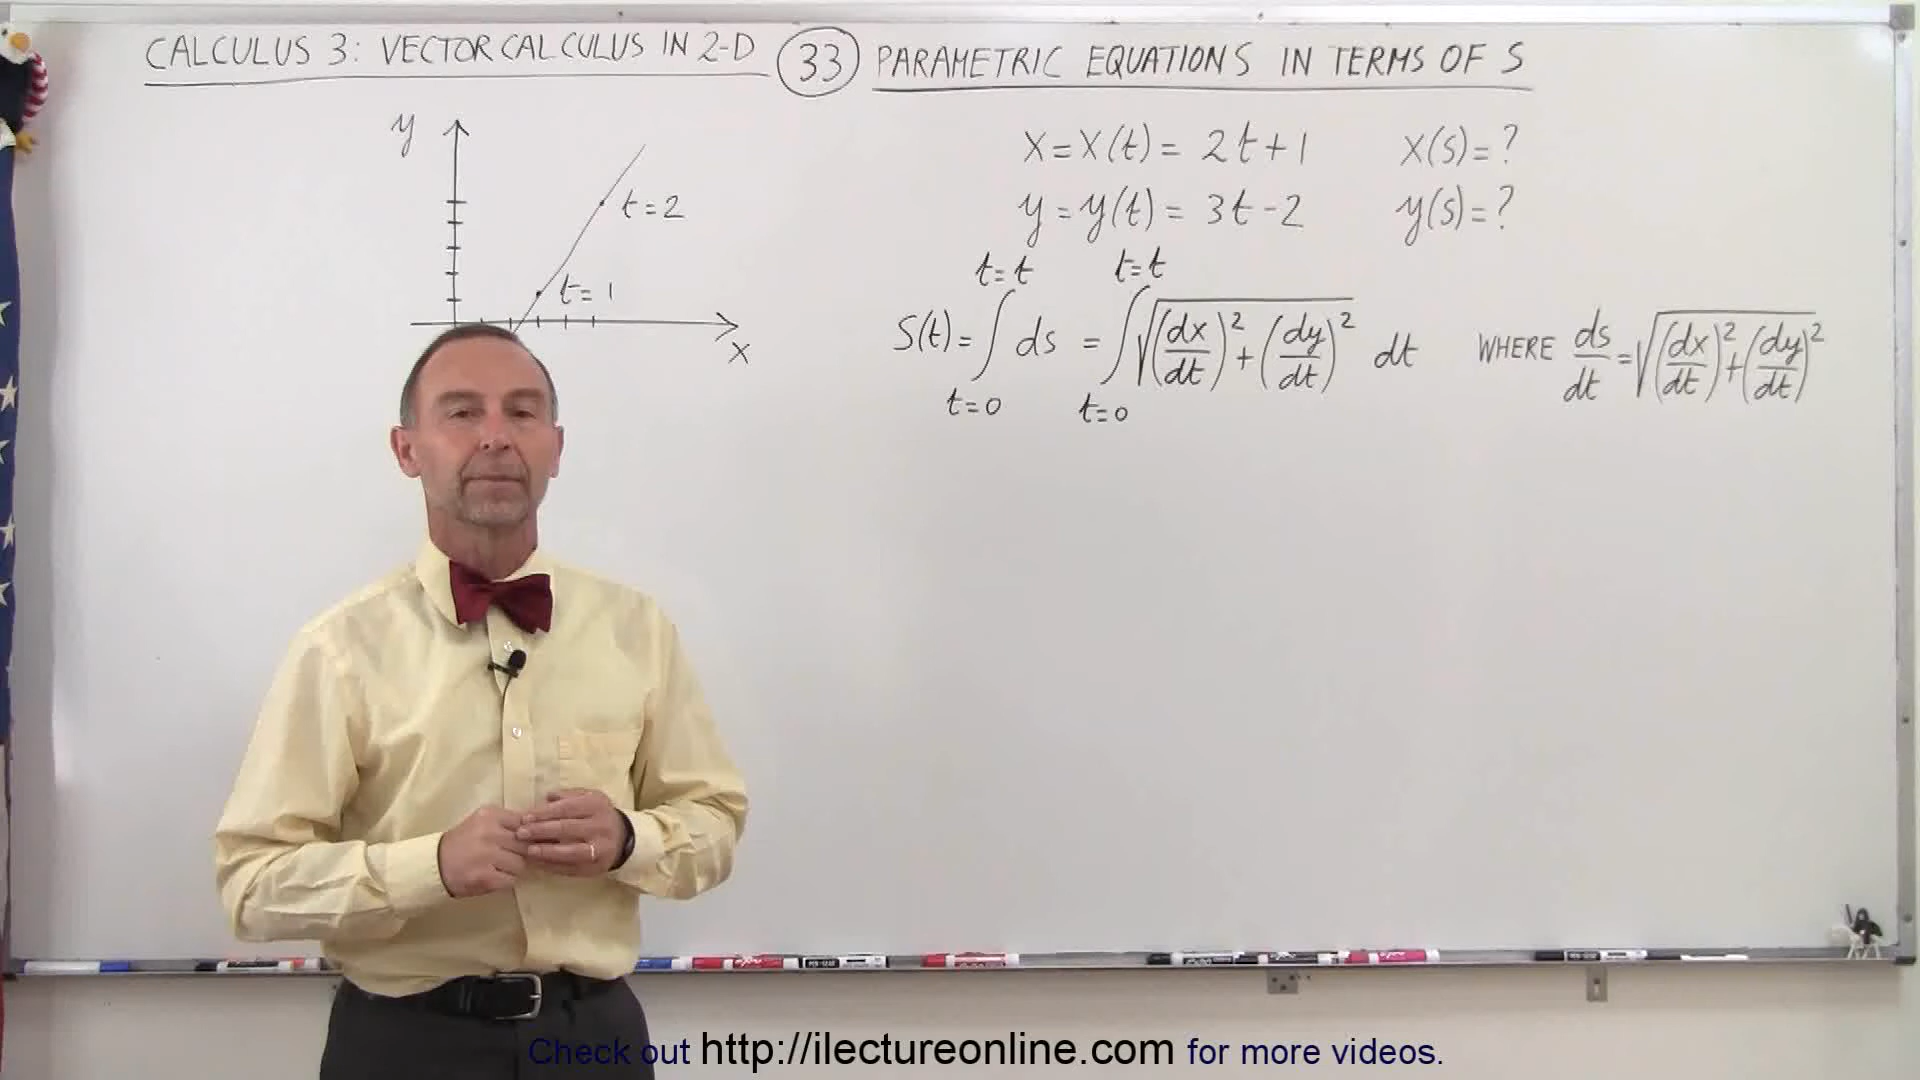 CALCULUS 3: VECTOR CALCULUS IN 2-D (33) PARAMETRIC EQUATIONS IN TERMS OF S
y
t=2
t=1
x
x = x(t) = 2t+1 x(s)=?
y = y(t) = 3t-2 y(s)=?
t=t t=t
S(t) = ∫ ds = ∫ √(dx/dt)² + (dy/dt)² dt WHERE ds/dt = √(dx/dt)² + (dy/dt)²
t=0 t=0
Check out http://ilectureonline.com for more videos.